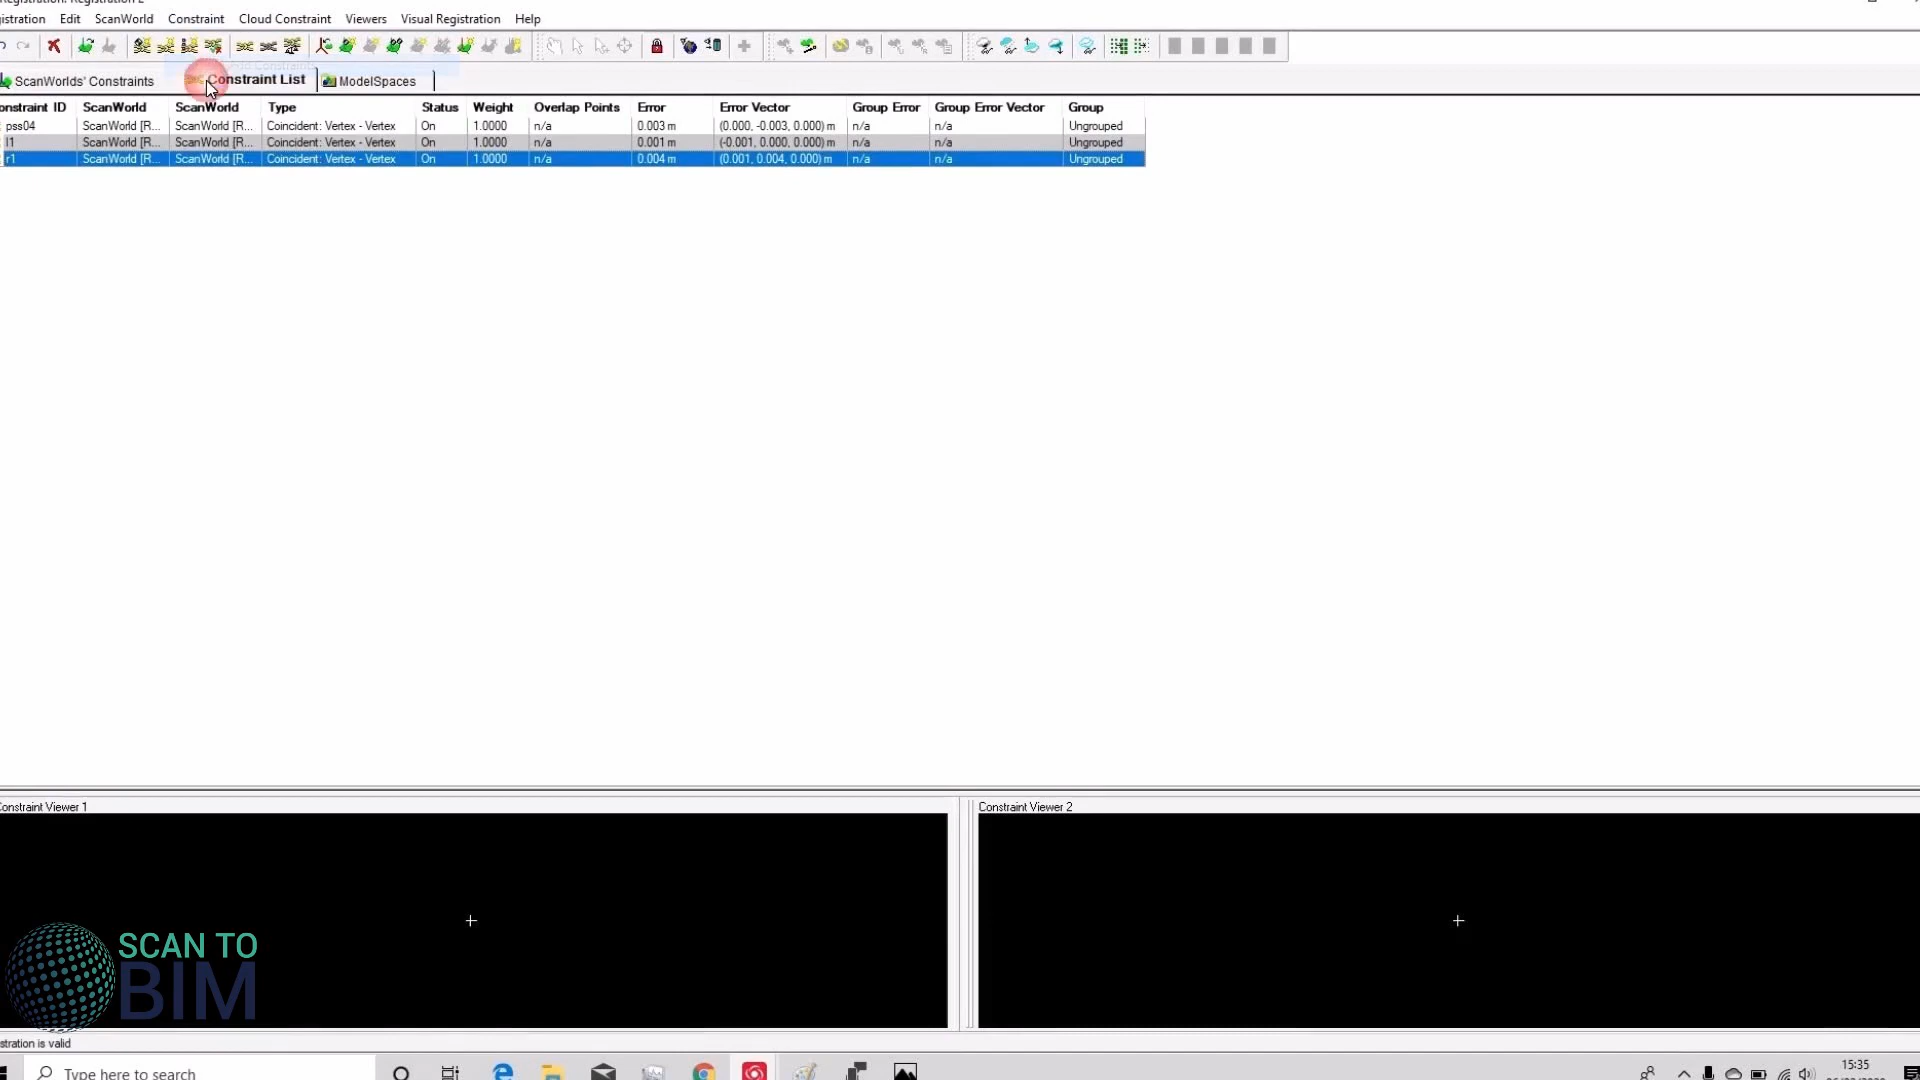 gistration: Registration 2
istration Edit ScanWorld Constraint Cloud Constraint Viewers Visual Registration Help
Add Constraints
ScanWorlds' Constraints Constraint List ModelSpaces
onstraint ID ScanWorld ScanWorld Type Status Weight Overlap Points Error Error Vector Group Error Group Error Vector Group
pss04 ScanWorld [R... ScanWorld [R... Coincident: Vertex - Vertex On 1.0000 n/a 0.003 m (0.000, -0.003, 0.000) m n/a n/a Ungrouped
l1 ScanWorld [R... ScanWorld [R... Coincident: Vertex - Vertex On 1.0000 n/a 0.001 m (-0.001, 0.000, 0.000) m n/a n/a Ungrouped
r1 ScanWorld [R... ScanWorld [R... Coincident: Vertex - Vertex On 1.0000 n/a 0.004 m (0.001, 0.004, 0.000) m n/a n/a Ungrouped
onstraint Viewer 1 Constraint Viewer 2
SCAN TO
BIM
stration is valid
Type here to search
15:35